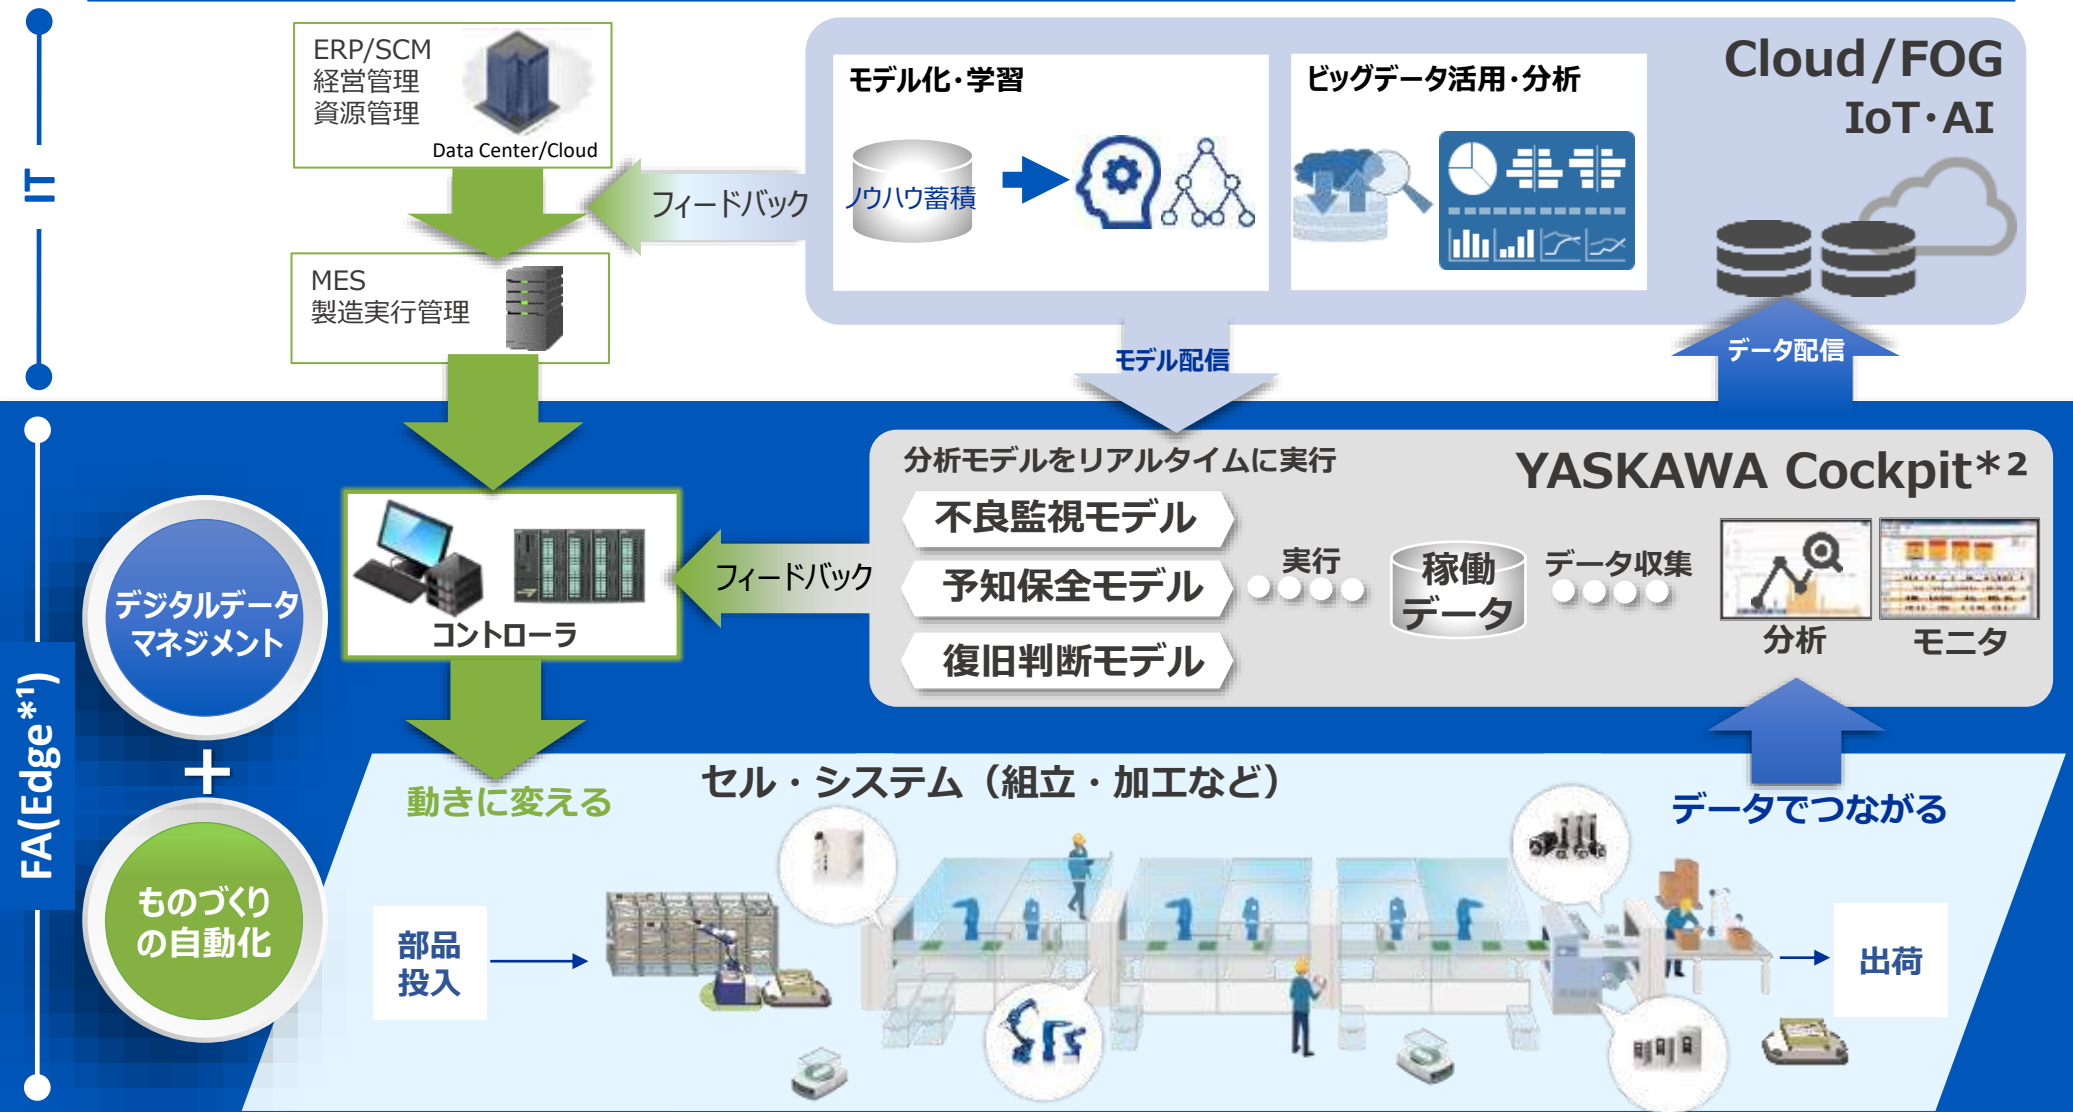 IT
ERP/SCM
経営管理
資源管理
Data Center/Cloud
フィードバック
MES
製造実行管理
モデル化・学習
ノウハウ蓄積
ビッグデータ活用・分析
Cloud/FOG
IoT・AI
モデル配信
データ配信
FA(Edge*1)
デジタルデータ
マネジメント
+
ものづくり
の自動化
コントローラ
フィードバック
分析モデルをリアルタイムに実行
YASKAWA Cockpit*2
不良監視モデル
予知保全モデル
復旧判断モデル
実行
稼働
データ
データ収集
分析
モニタ
動きに変える
セル・システム（組立・加工など）
データでつながる
部品
投入
出荷